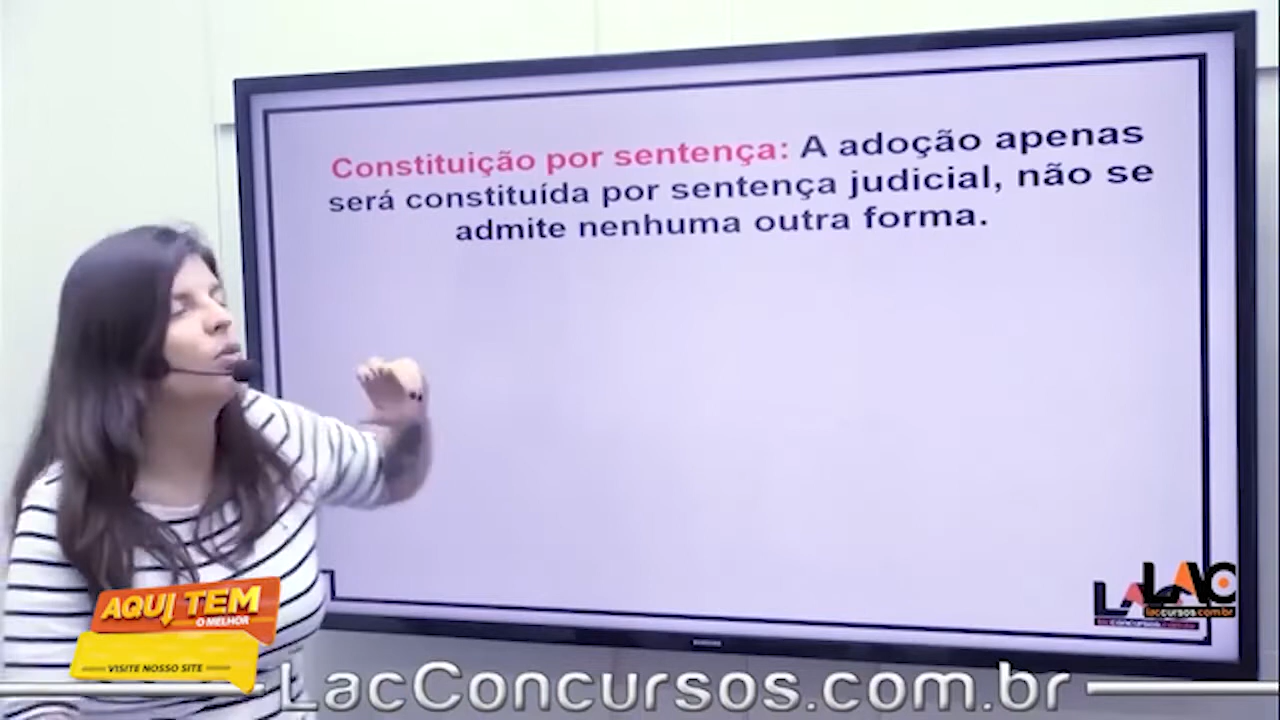 Constituição por sentença: A adoção apenas
será constituída por sentença judicial, não se
admite nenhuma outra forma.
LAC
laccursos.com.br
AQUI TEM
O MELHOR
VISITE NOSSO SITE
LacConcursos.com.br